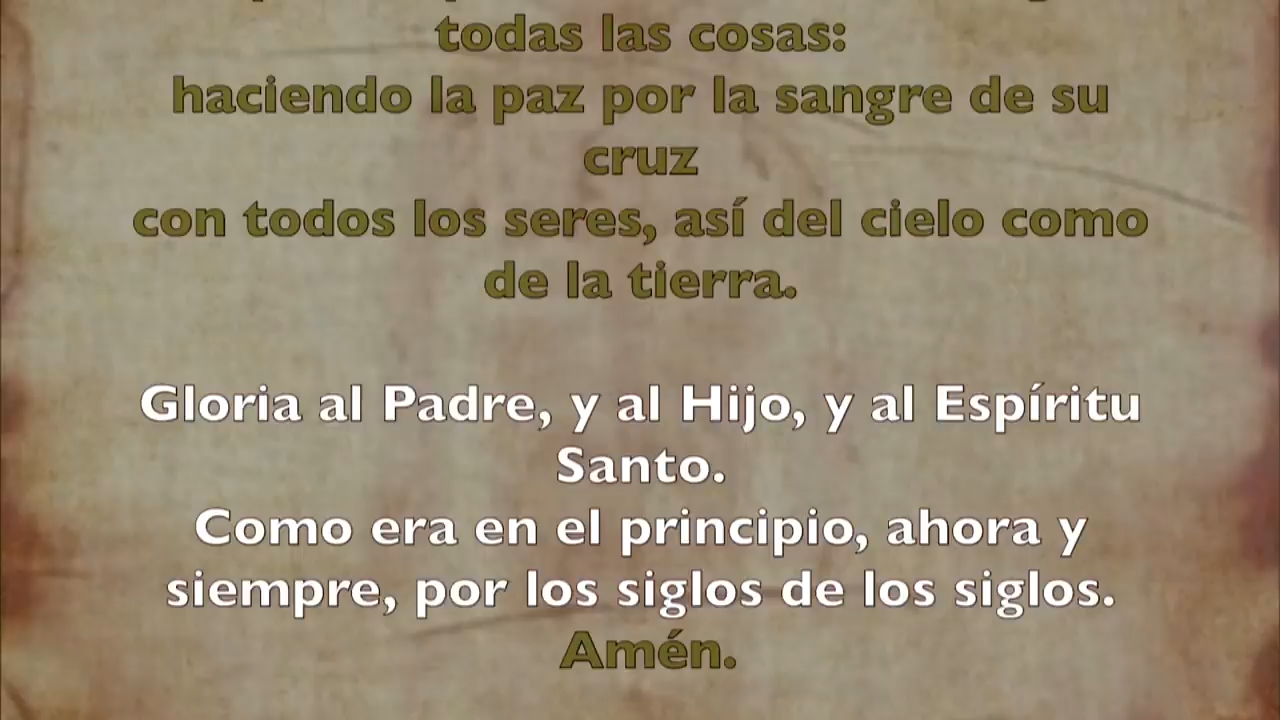 todas las cosas:
haciendo la paz por la sangre de su
cruz
con todos los seres, así del cielo como
de la tierra.
Gloria al Padre, y al Hijo, y al Espíritu
Santo.
Como era en el principio, ahora y
siempre, por los siglos de los siglos.
Amén.